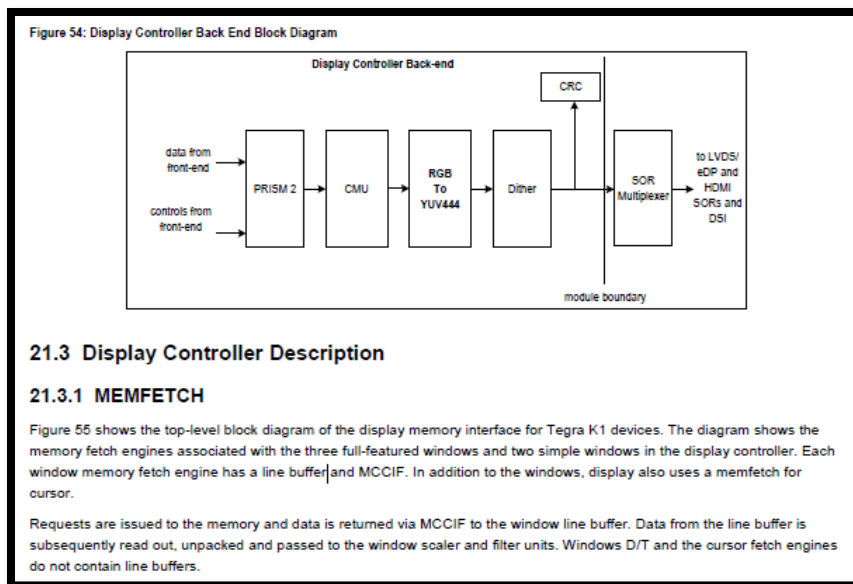 Figure 54: Display Controller Back End Block Diagram
Display Controller Back-end
CRC
data from
front-end
controls from
front-end
PRISM 2
CMU
RGB
To
YUV444
Dither
SOR
Multiplexer
to LVDS/
eDP and
HDMI
SORs and
DSI
module boundary
21.3 Display Controller Description
21.3.1 MEMFETCH
Figure 55 shows the top-level block diagram of the display memory interface for Tegra K1 devices. The diagram shows the
memory fetch engines associated with the three full-featured windows and two simple windows in the display controller. Each
window memory fetch engine has a line buffer and MCCIF. In addition to the windows, display also uses a memfetch for
cursor.
Requests are issued to the memory and data is returned via MCCIF to the window line buffer. Data from the line buffer is
subsequently read out, unpacked and passed to the window scaler and filter units. Windows D/T and the cursor fetch engines
do not contain line buffers.